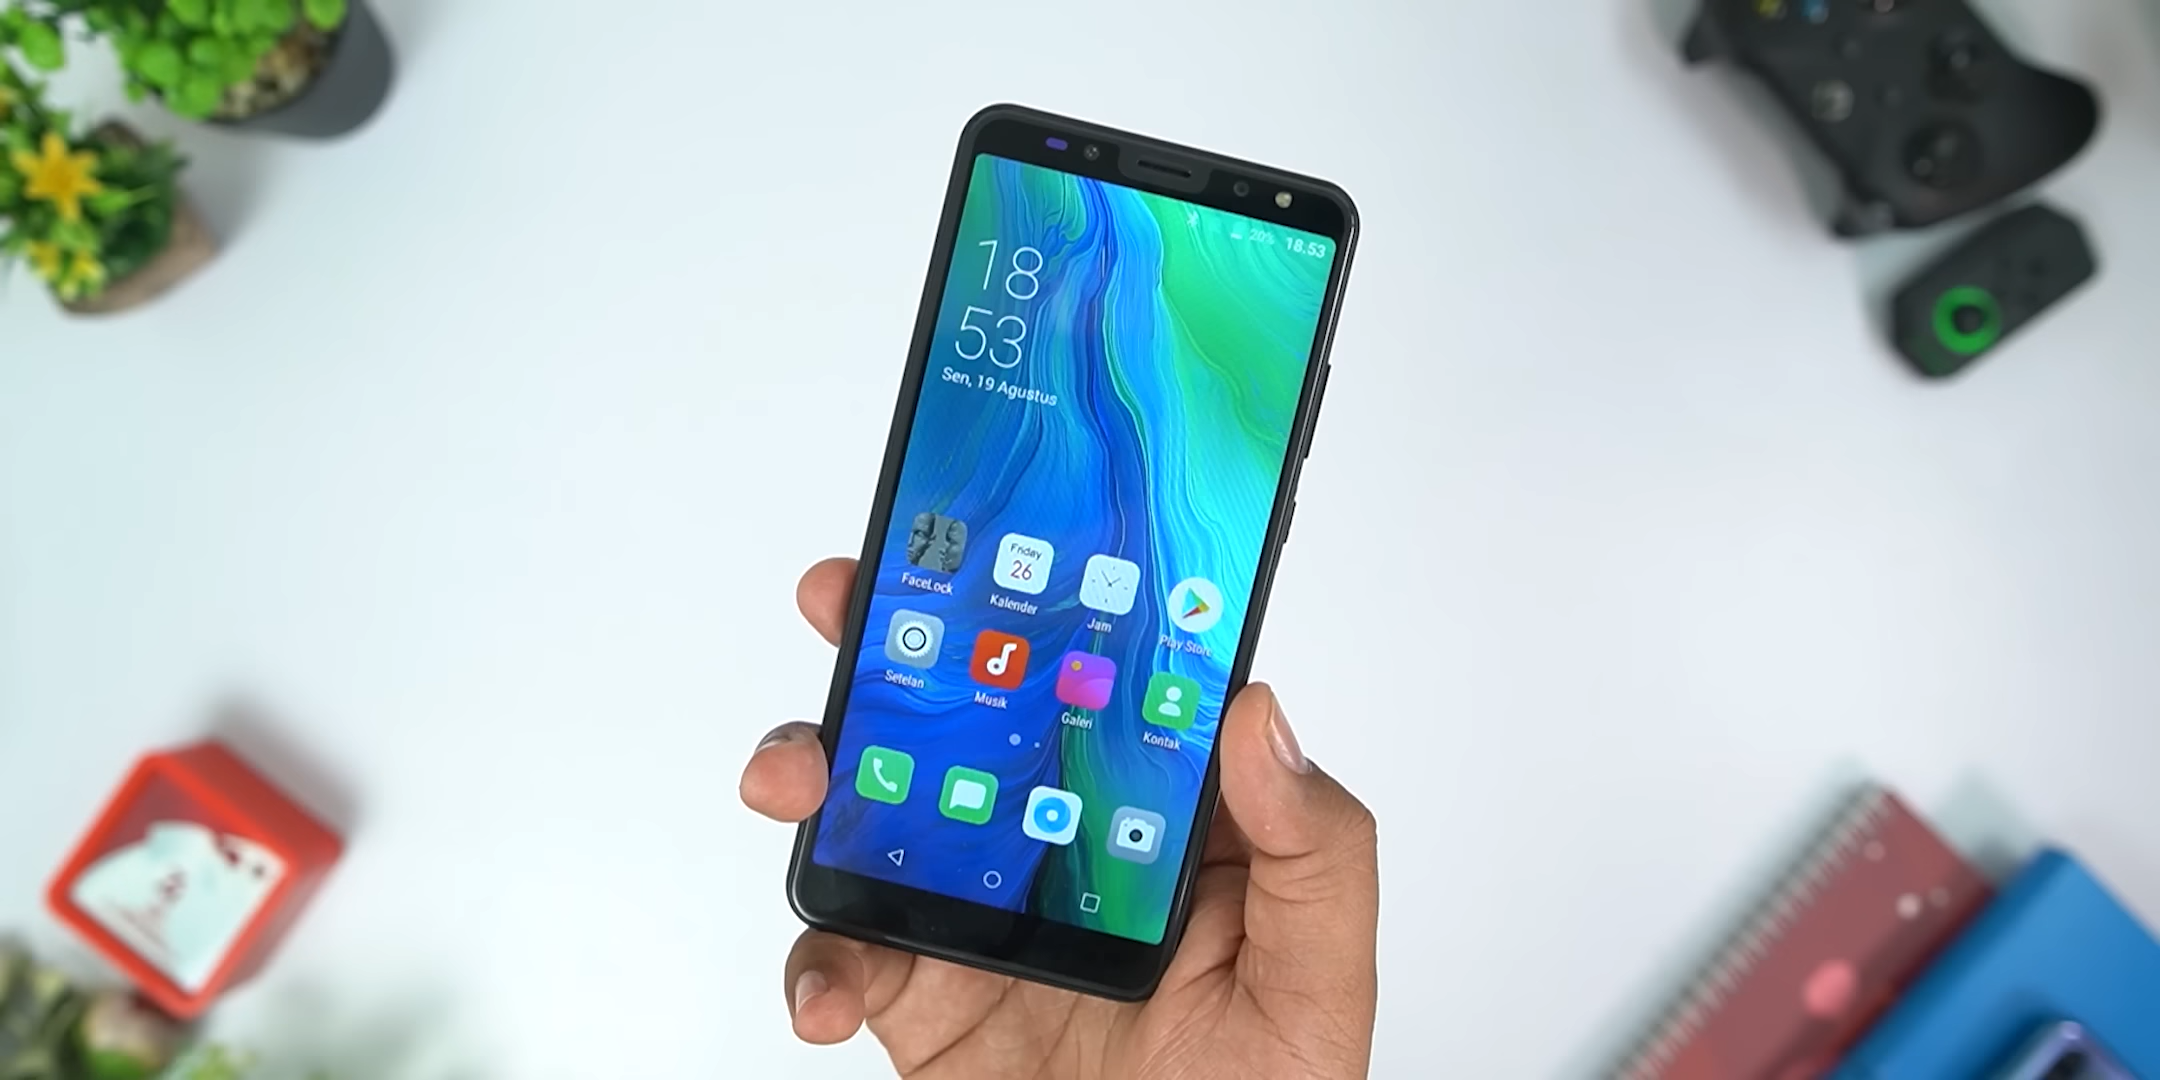 20% 18.53
18
53
Sen, 19 Agustus
Friday
26
FaceLock
Kalender
Jam
Play Store
Setelan
Musik
Galeri
Kontak